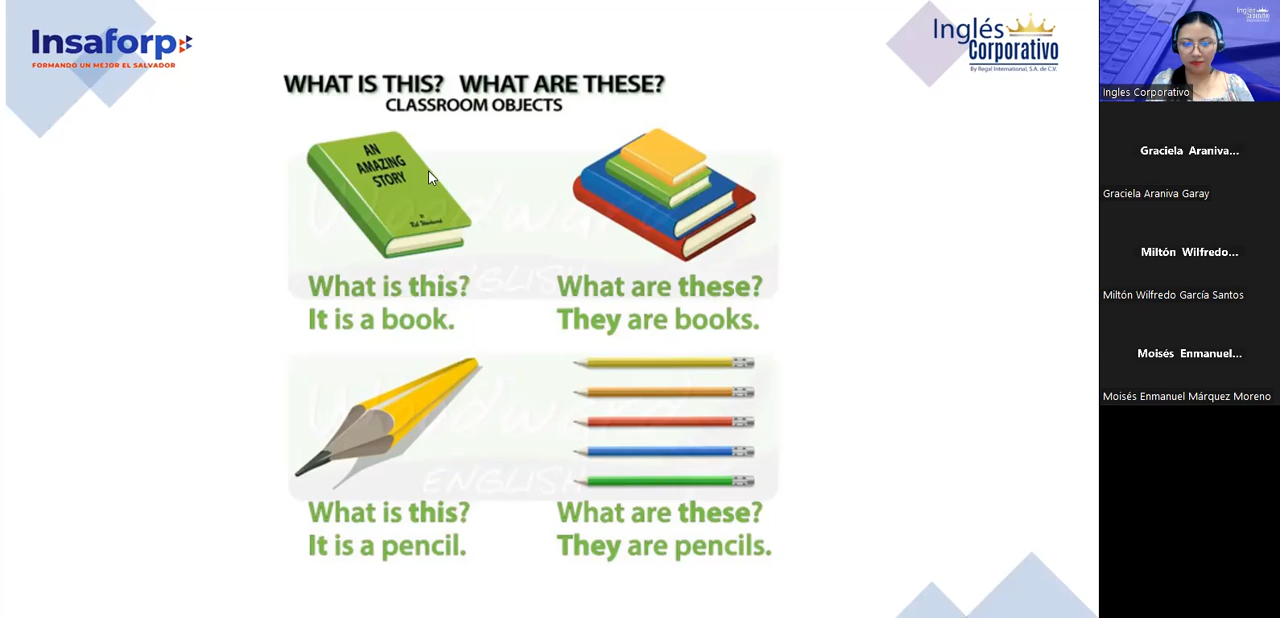 Insaforp
FORMANDO UN MEJOR EL SALVADOR
Inglés
Corporativo
By Regal International, S.A. de C.V.
WHAT IS THIS? WHAT ARE THESE?
CLASSROOM OBJECTS
AN
AMAZING
STORY
What is this?
It is a book.
What are these?
They are books.
ENGLISH
What is this?
It is a pencil.
What are these?
They are pencils.
Inglés
Ingles Corporativo
Graciela Araniva...
Graciela Araniva Garay
Miltón Wilfredo...
Miltón Wilfredo García Santos
Moisés Enmanuel...
Moisés Enmanuel Márquez Moreno